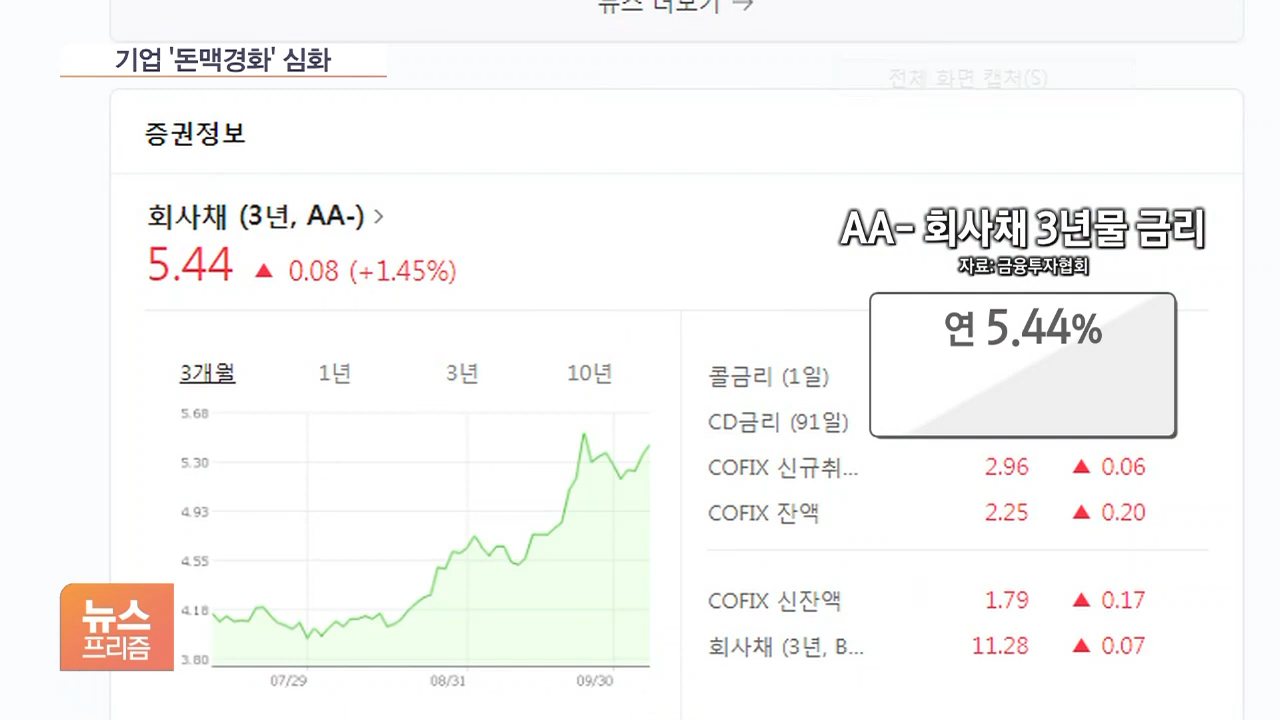 뉴스 더보기 →
기업 '돈맥경화' 심화
전체 화면 캡처(S)
증권정보
회사채 (3년, AA-) >
5.44 ▲ 0.08 (+1.45%)
AA- 회사채 3년물 금리
자료: 금융투자협회
연 5.44%
3개월 1년 3년 10년
5.68
5.30
4.93
4.55
4.18
3.80
07/29 08/31 09/30
콜금리 (1일)
CD금리 (91일)
COFIX 신규취... 2.96 ▲ 0.06
COFIX 잔액 2.25 ▲ 0.20
COFIX 신잔액 1.79 ▲ 0.17
회사채 (3년, B... 11.28 ▲ 0.07
뉴스
프리즘